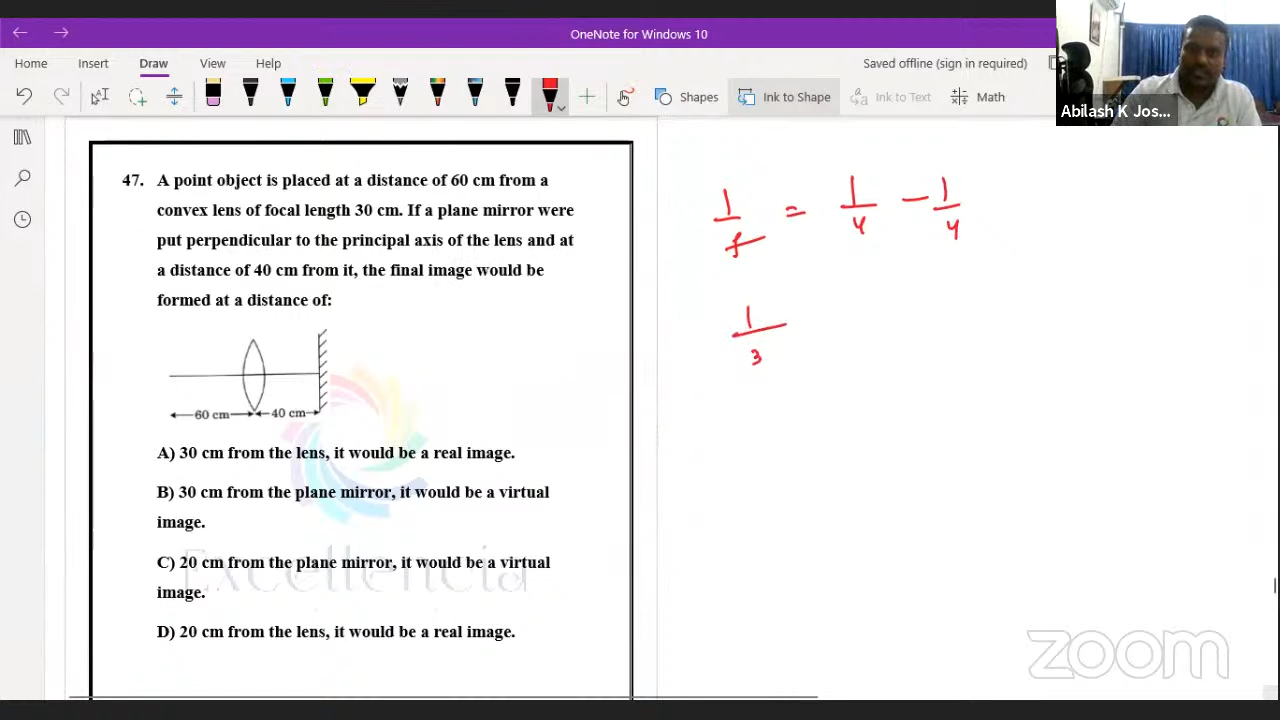 OneNote for Windows 10
Home Insert Draw View Help Saved offline (sign in required)
Shapes Ink to Shape Ink to Text Math
Abilash K Jos...
47. A point object is placed at a distance of 60 cm from a
convex lens of focal length 30 cm. If a plane mirror were
put perpendicular to the principal axis of the lens and at
a distance of 40 cm from it, the final image would be
formed at a distance of:
60 cm 40 cm
A) 30 cm from the lens, it would be a real image.
B) 30 cm from the plane mirror, it would be a virtual
image.
C) 20 cm from the plane mirror, it would be a virtual
image.
D) 20 cm from the lens, it would be a real image.
Excellencia
1/f = 1/4 - 1/4
1/3
zoom